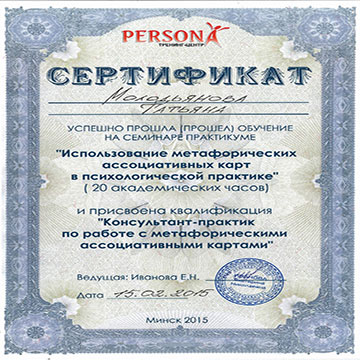 PERSONA
ТРЕНИНГ-ЦЕНТР
СЕРТИФИКАТ
Молодьянова
Татьяна
УСПЕШНО ПРОШЛА (ПРОШЕЛ) ОБУЧЕНИЕ
НА СЕМИНАРЕ ПРАКТИКУМЕ
"Использование метафорических
ассоциативных карт
в психологической практике"
( 20 академических часов)
и присвоена квалификация
"Консультант-практик
по работе с метафорическими
ассоциативными картами"
Ведущая: Иванова Е.Н.
Дата 15.02.2015
Минск 2015